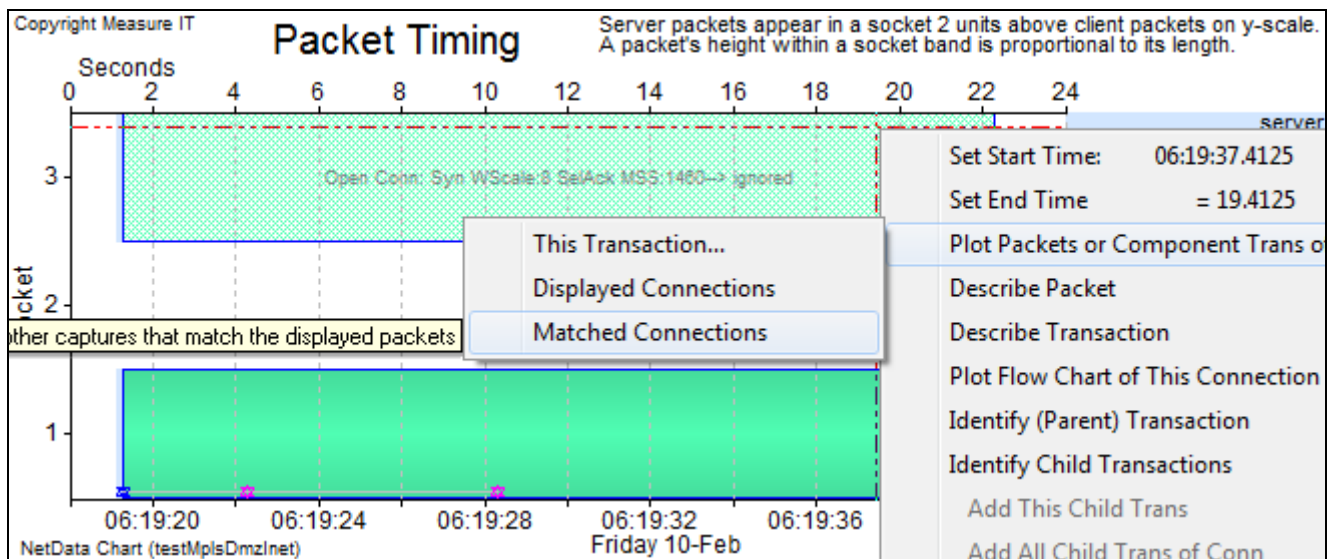 Copyright Measure IT
Packet Timing
Server packets appear in a socket 2 units above client packets on y-scale.
A packet's height within a socket band is proportional to its length.
Seconds
0 2 4 6 8 10 12 14 16 18 20 22 24
server
3
Open Conn: Syn WScale:8 SelAck MSS:1460--> ignored
Set Start Time: 06:19:37.4125
Set End Time = 19.4125
Plot Packets or Component Trans o
Describe Packet
Describe Transaction
Plot Flow Chart of This Connection
Identify (Parent) Transaction
Identify Child Transactions
Add This Child Trans
Add All Child Trans of Conn
This Transaction...
Displayed Connections
Matched Connections
cket
2
other captures that match the displayed packets
1
06:19:20 06:19:24 06:19:28 06:19:32 06:19:36
Friday 10-Feb
NetData Chart (testMplsDmzInet)